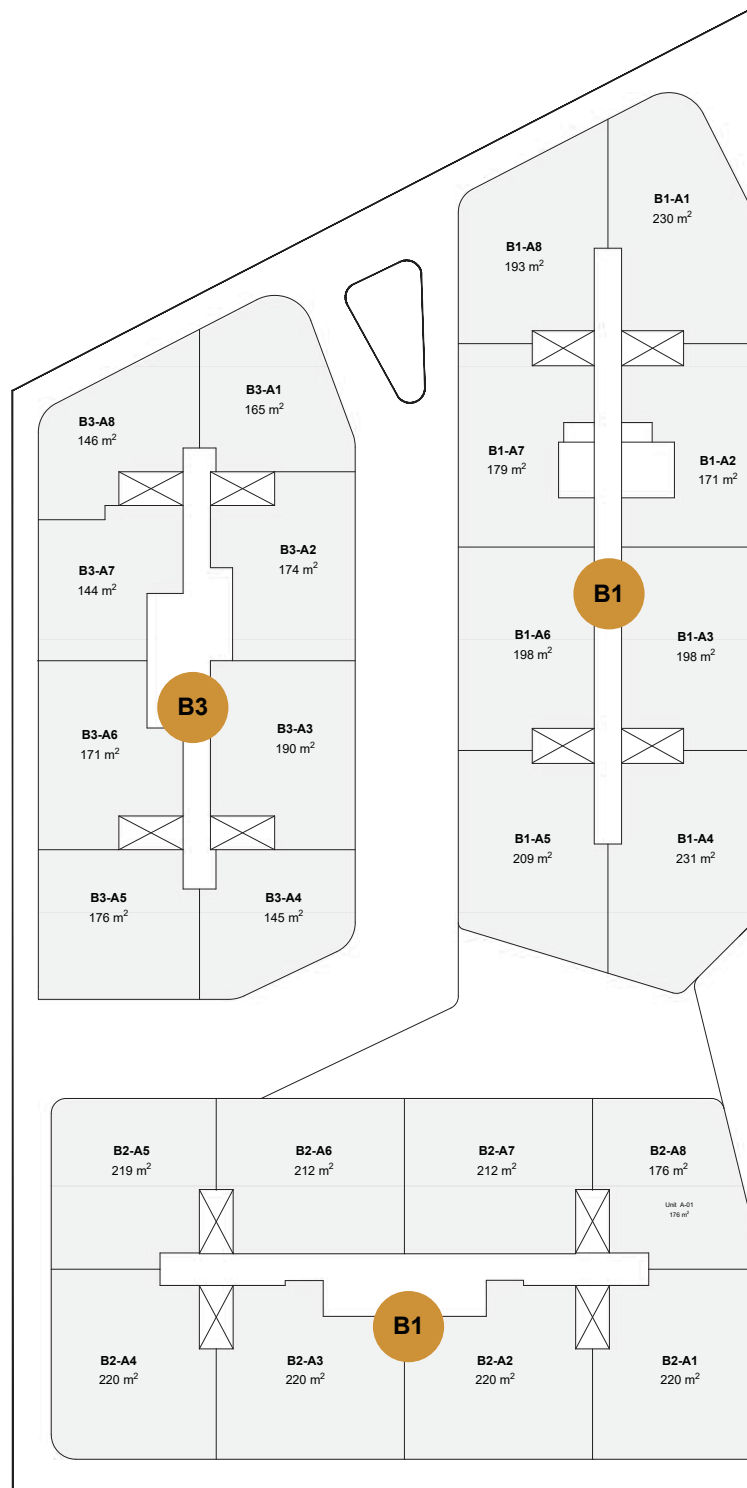 B1-A1
230 m²
B1-A8
193 m²
B1-A7
179 m²
B1-A2
171 m²
B1
B1-A6
198 m²
B1-A3
198 m²
B1-A5
209 m²
B1-A4
231 m²
B3-A1
165 m²
B3-A8
146 m²
B3-A2
174 m²
B3-A7
144 m²
B3
B3-A6
171 m²
B3-A3
190 m²
B3-A5
176 m²
B3-A4
145 m²
B2-A5
219 m²
B2-A6
212 m²
B2-A7
212 m²
B2-A8
176 m²
Unit A-01
176 m²
B1
B2-A4
220 m²
B2-A3
220 m²
B2-A2
220 m²
B2-A1
220 m²